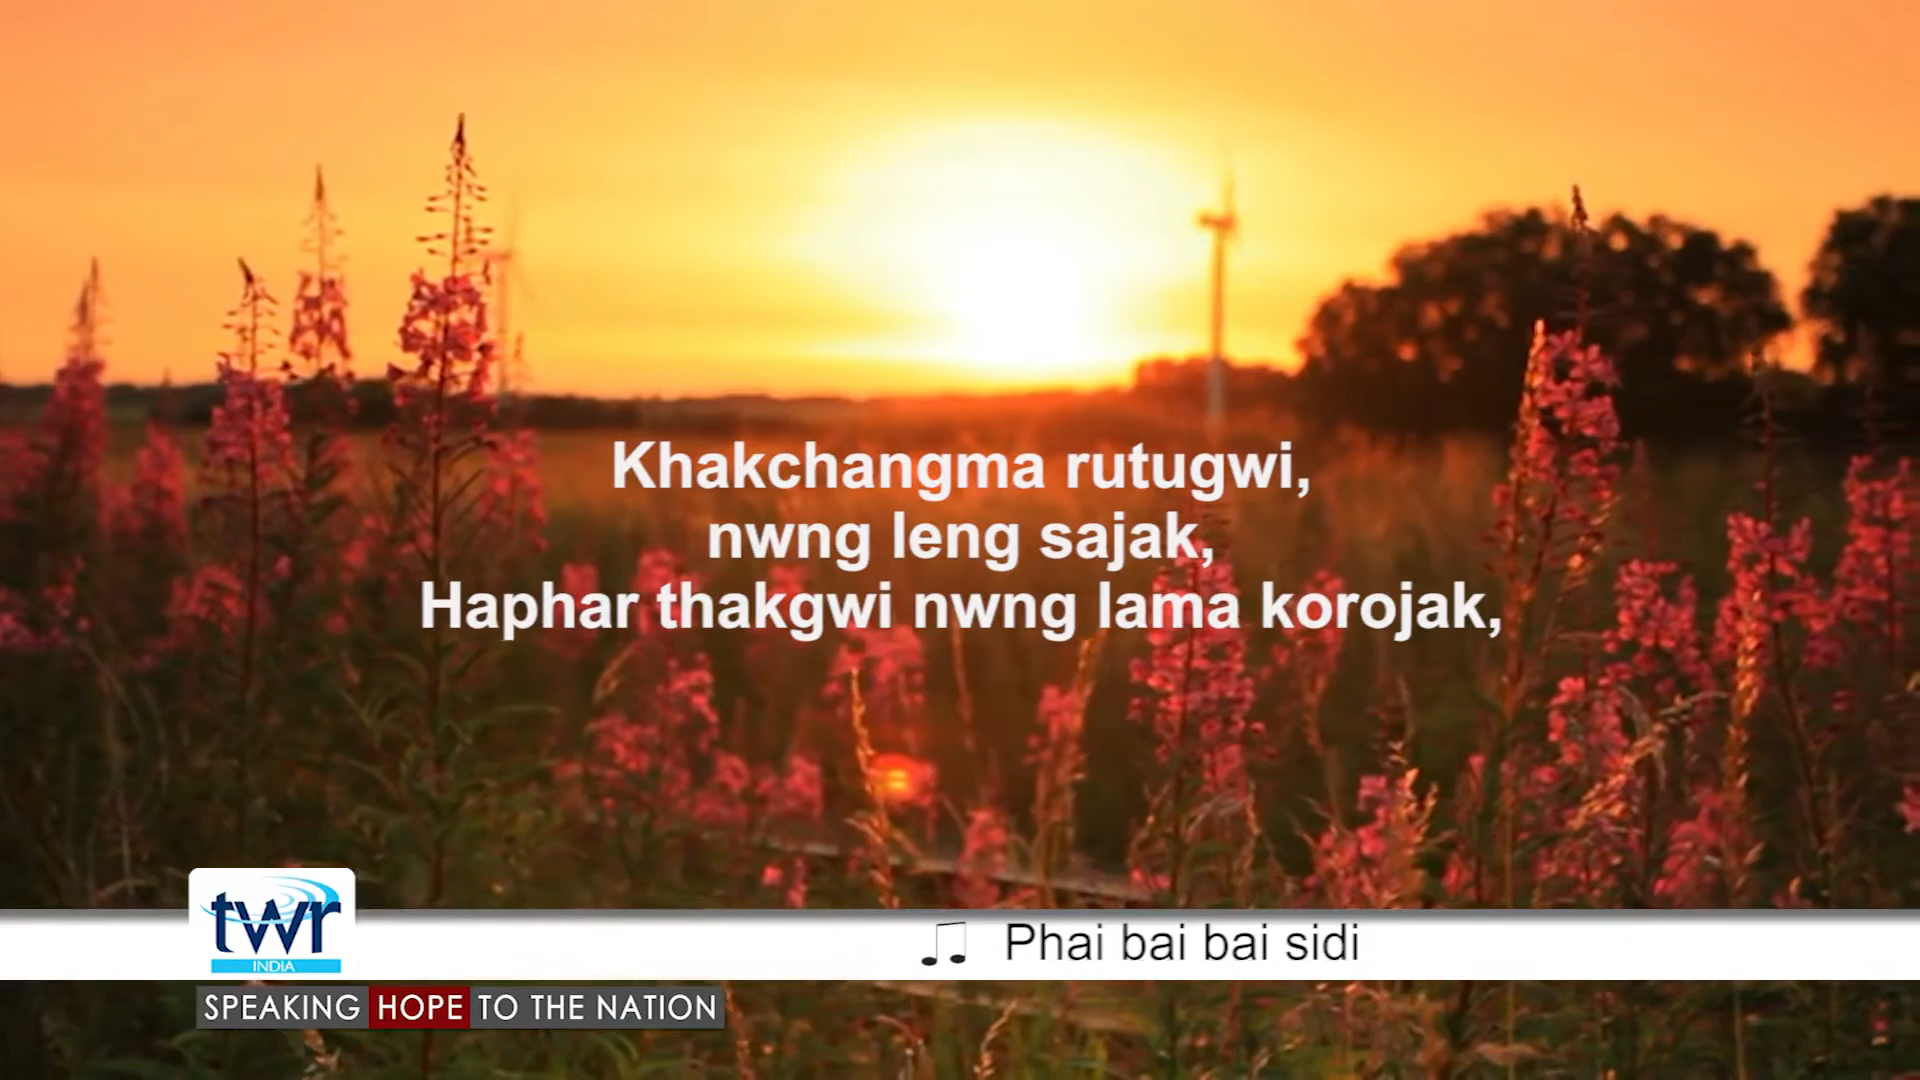 Khakchangma rutugwi,
nwng leng sajak,
Haphar thakgwi nwng lama korojak,
twr
INDIA
Phai bai bai sidi
SPEAKING HOPE TO THE NATION